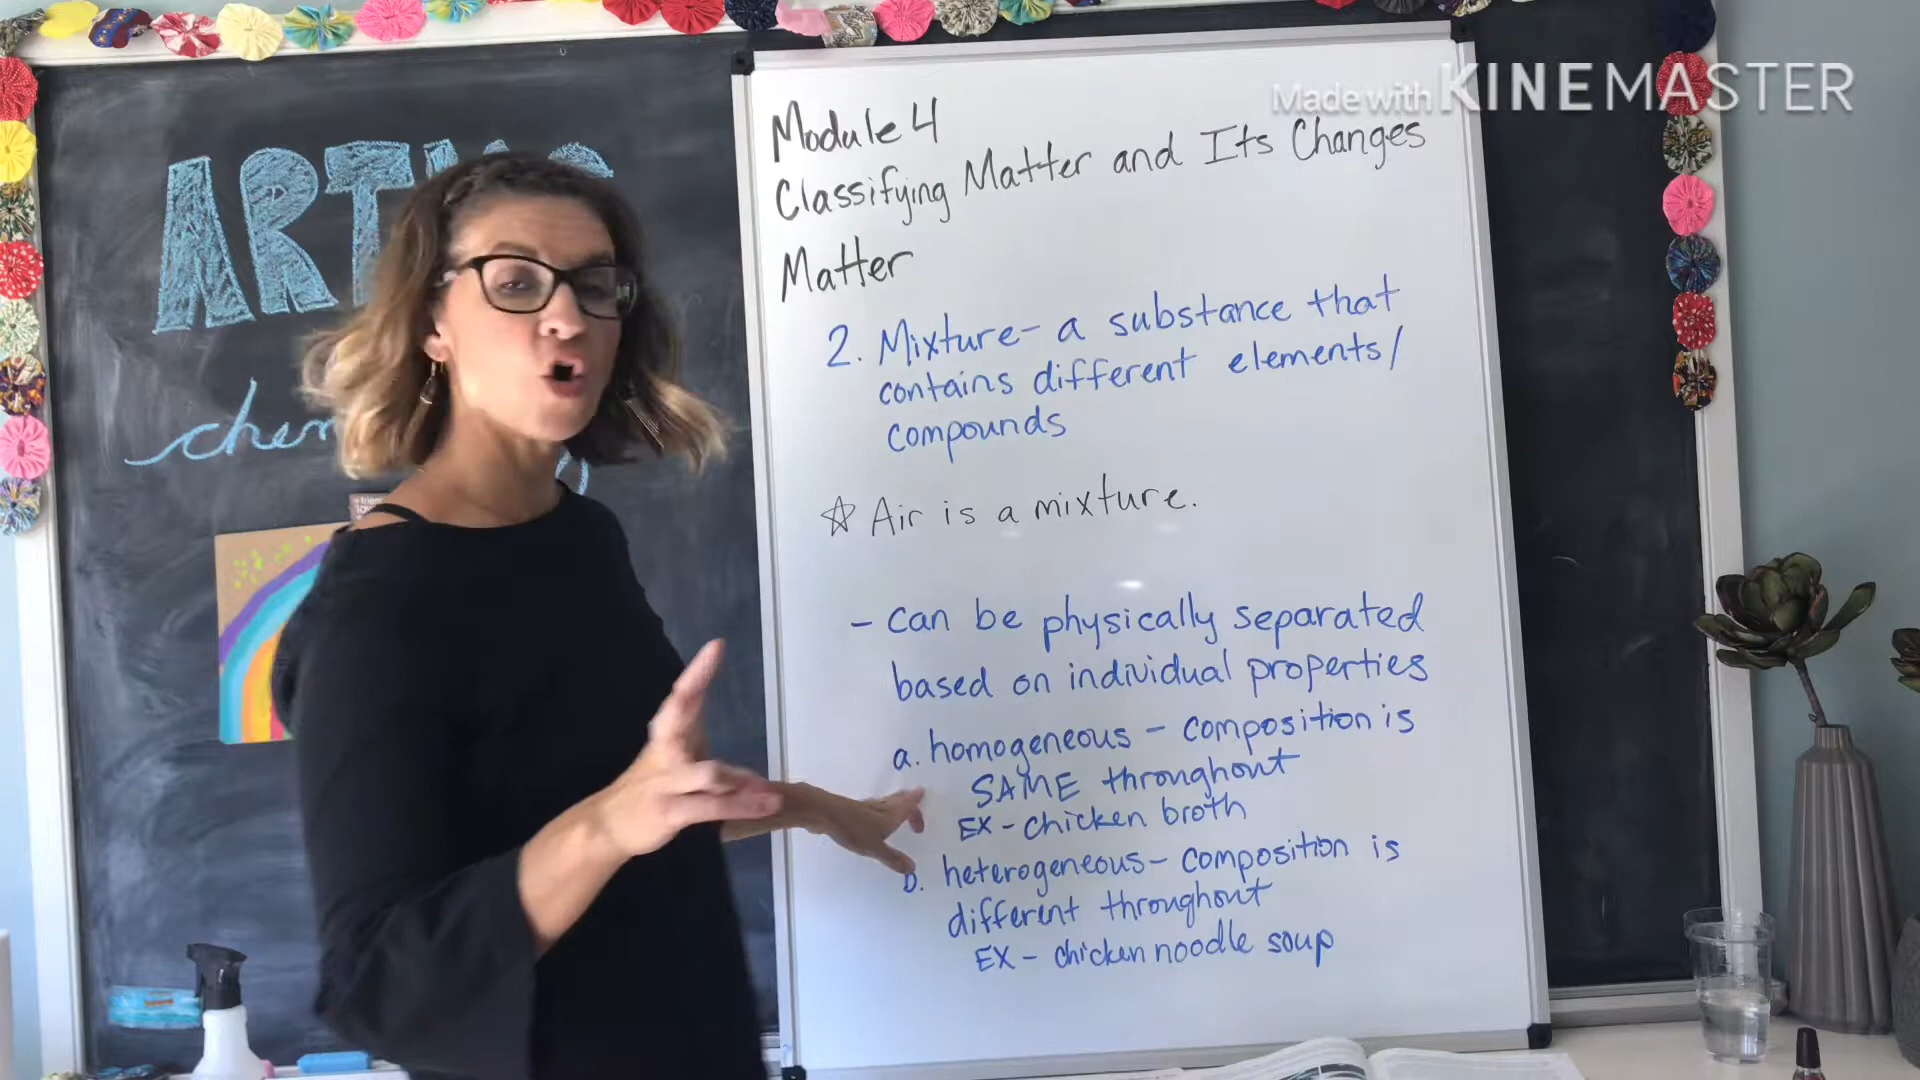 Made with KINEMASTER
Module 4
Classifying Matter and Its Changes
Matter
2. Mixture - a substance that
contains different elements/
compounds
☆ Air is a mixture.
- can be physically separated
based on individual properties
a. homogeneous - composition is
SAME throughout
EX - chicken broth
b. heterogeneous - composition is
different throughout
EX - chicken noodle soup